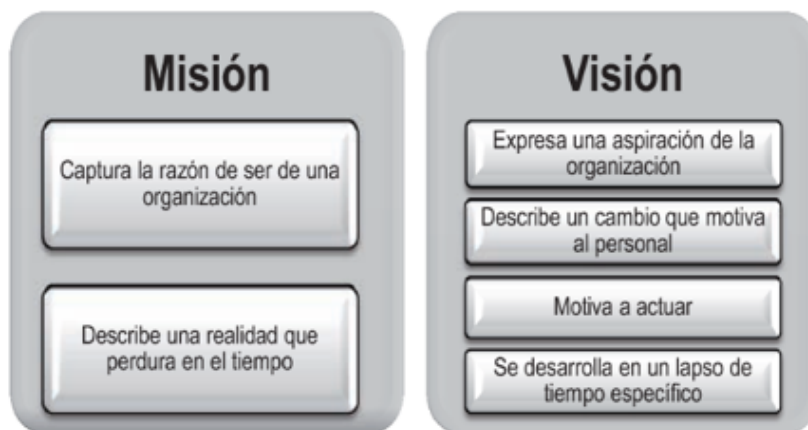 Misión
Captura la razón de ser de una
organización
Describe una realidad que
perdura en el tiempo
Visión
Expresa una aspiración de la
organización
Describe un cambio que motiva
al personal
Motiva a actuar
Se desarrolla en un lapso de
tiempo específico